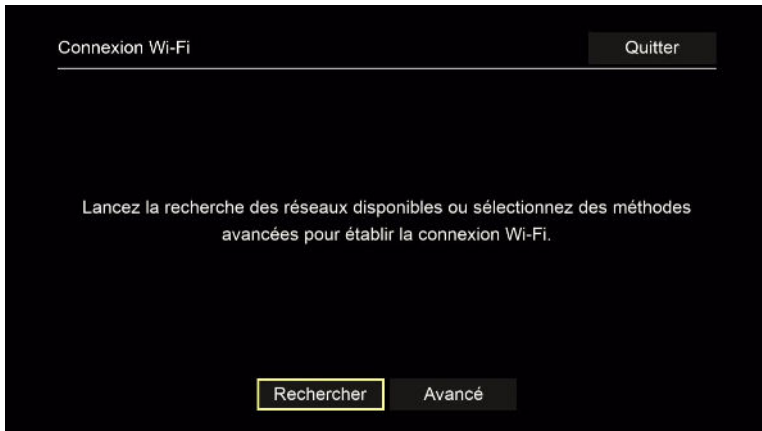 Connexion Wi-Fi
Quitter
Lancez la recherche des réseaux disponibles ou sélectionnez des méthodes
avancées pour établir la connexion Wi-Fi.
Rechercher
Avancé